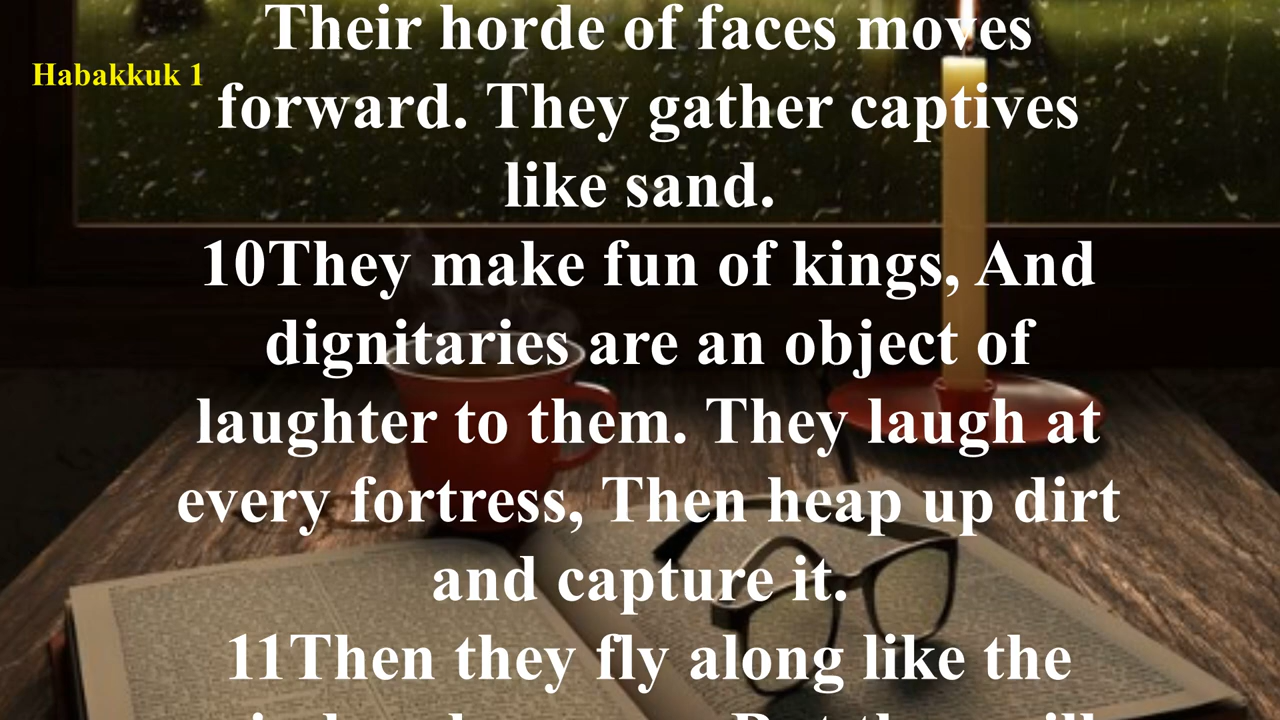 Their horde of faces moves
Habakkuk 1
forward. They gather captives
like sand.
10They make fun of kings, And
dignitaries are an object of
laughter to them. They laugh at
every fortress, Then heap up dirt
and capture it.
11Then they fly along like the